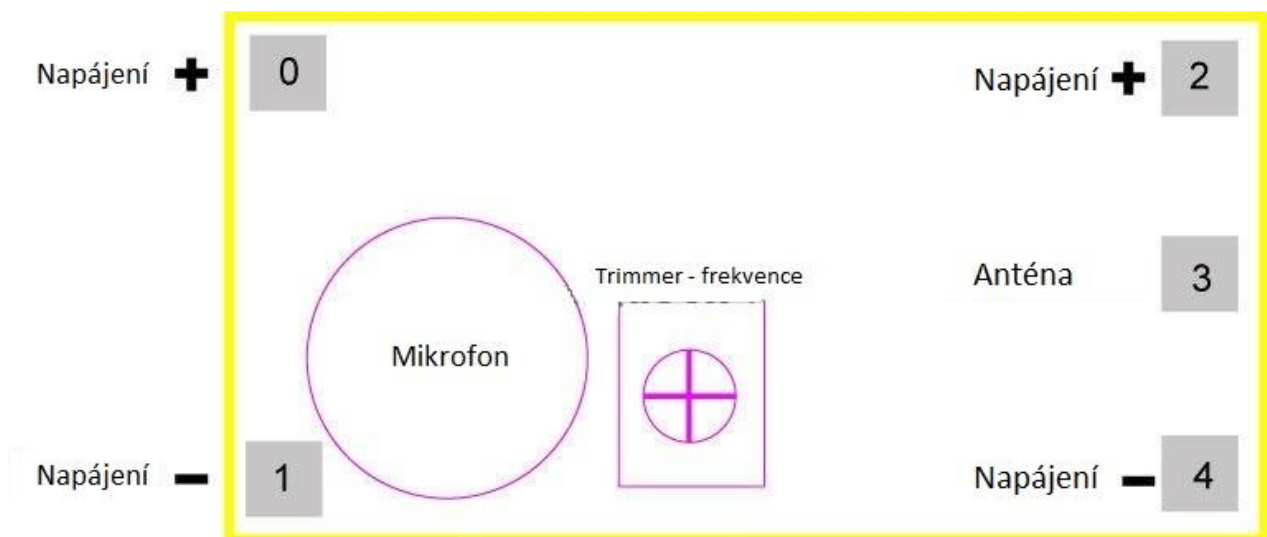 Napájení + 0
Napájení + 2
Trimmer - frekvence
Anténa 3
Mikrofon
Napájení - 1
Napájení - 4